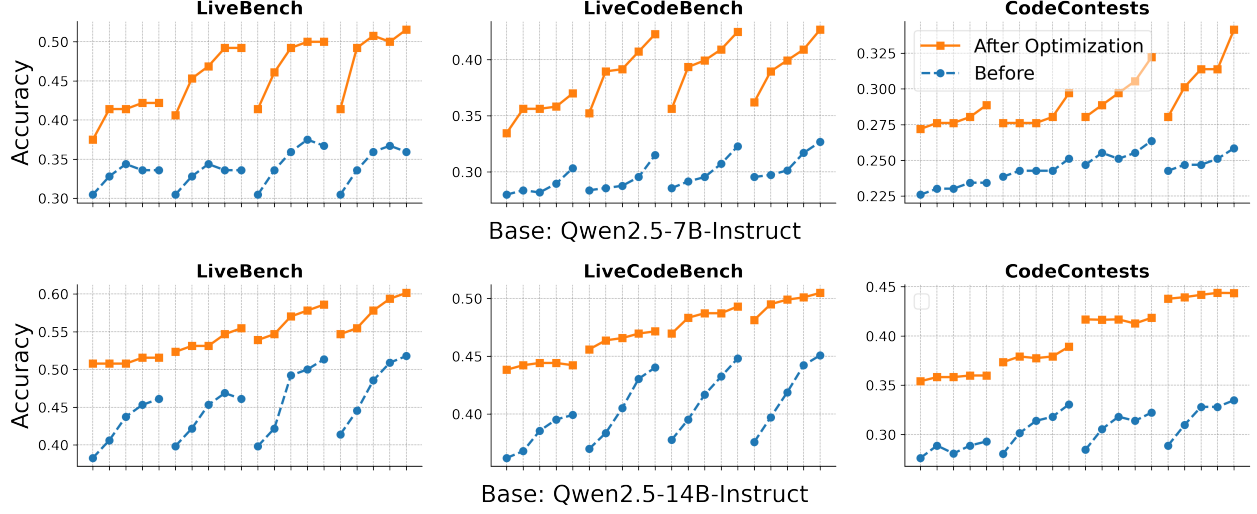 LiveBench
LiveCodeBench
CodeContests
Accuracy
0.50
0.45
0.40
0.35
0.30
0.40
0.35
0.30
0.325
0.300
0.275
0.250
0.225
After Optimization
Before
Base: Qwen2.5-7B-Instruct
LiveBench
LiveCodeBench
CodeContests
Accuracy
0.60
0.55
0.50
0.45
0.40
0.50
0.45
0.40
0.45
0.40
0.35
0.30
Base: Qwen2.5-14B-Instruct